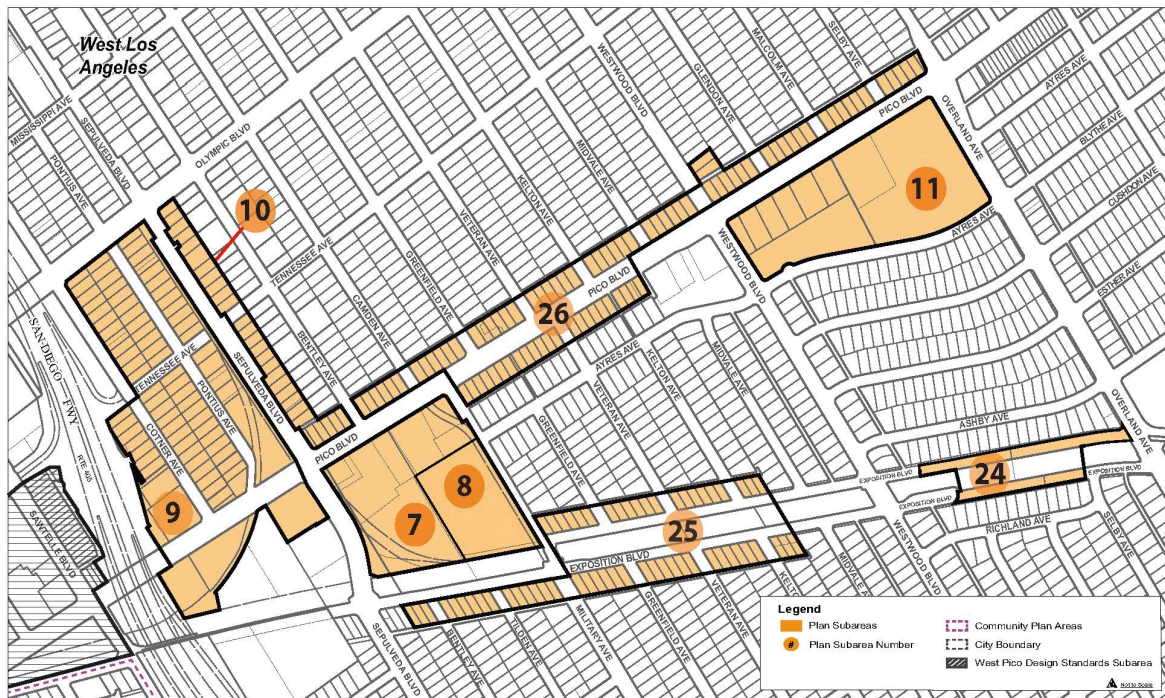 West Los
Angeles
MISSISSIPPI AVE
SEPULVEDA BLVD
PONTIUS AVE
OLYMPIC BLVD
10
TENNESSEE AVE
BENTLEY AVE
CAMDEN AVE
GREENFIELD AVE
VETERAN AVE
KELTON AVE
MIDVALE AVE
WESTWOOD BLVD
GLENDON AVE
MALCOLM AVE
SELBY AVE
PICO BLVD
OVERLAND AVE
AYRES AVE
BLYTHE AVE
CUSHDON AVE
ESTHER AVE
11
AYRES AVE
WESTWOOD BLVD
PICO BLVD
26
SAN DIEGO
FWY
RTE 405
TENNESSEE AVE
PONTIUS AVE
COTNER AVE
SEPULVEDA BLVD
PICO BLVD
AYRES AVE
KELTON AVE
MIDVALE AVE
VETERAN AVE
GREENFIELD AVE
SAWTELLE BLVD
9
7
8
OVERLAND AVE
ASHBY AVE
EXPOSITION BLVD
24
EXPOSITION BLVD
EXPOSITION BLVD
RICHLAND AVE
SELBY AVE
WESTWOOD BLVD
MIDVALE A
25
EXPOSITION BLVD
SEPULVEDA BLVD
BENTLEY AVE
TILDEN AVE
MILITARY AVE
GREENFIELD AVE
VETERAN AVE
KELT
Legend
Plan Subareas
# Plan Subarea Number
Community Plan Areas
City Boundary
West Pico Design Standards Subarea
Not to Scale